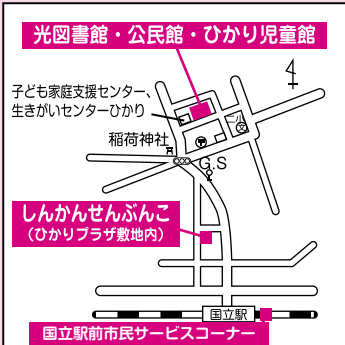 光図書館・公民館・ひかり児童館
子ども家庭支援センター、
生きがいセンターひかり
ビル
稲荷神社
G.S
しんかんせんぶんこ
(ひかりプラザ敷地内)
国立駅
国立駅前市民サービスコーナー